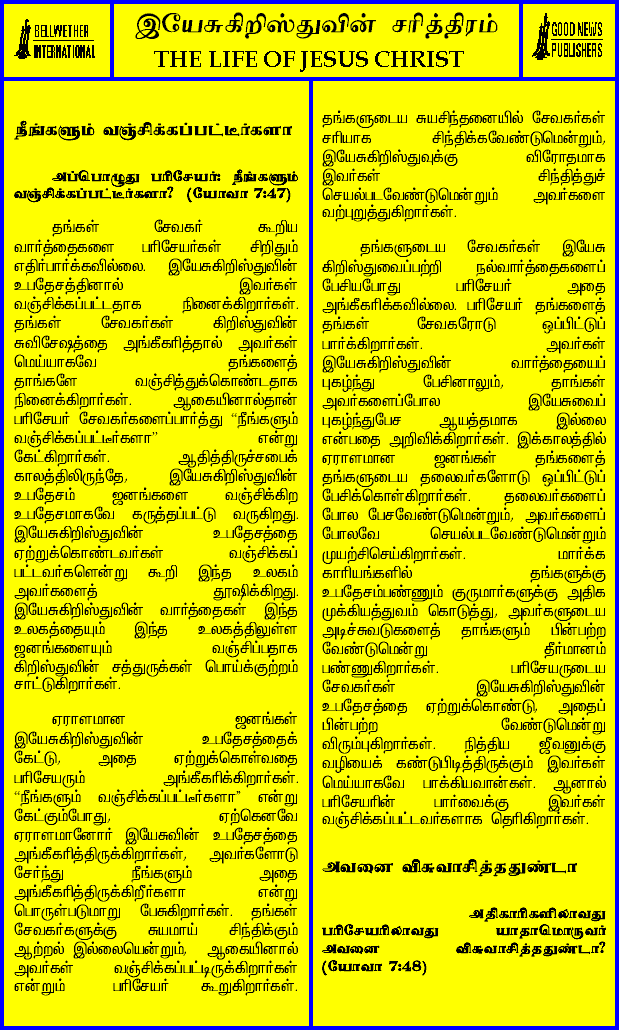 BELLWETHER
INTERNATIONAL
இயேசுகிறிஸ்துவின் சரித்திரம்
THE LIFE OF JESUS CHRIST
GOOD NEWS
PUBLISHERS
நீங்களும் வஞ்சிக்கப்பட்டீர்களா
அப்பொழுது பரிசேயர்: நீங்களும்
வஞ்சிக்கப்பட்டீர்களா? (யோவா 7:47)
தங்கள் சேவகர் கூறிய
வார்த்தைகளை பரிசேயர்கள் சிறிதும்
எதிர்பார்க்கவில்லை. இயேசுகிறிஸ்துவின்
உபதேசத்தினால் இவர்கள்
வஞ்சிக்கப்பட்டதாக நினைக்கிறார்கள்.
தங்கள் சேவகர்கள் கிறிஸ்துவின்
சுவிசேஷத்தை அங்கீகரித்தால் அவர்கள்
மெய்யாகவே தங்களைத்
தாங்களே வஞ்சித்துக்கொண்டதாக
நினைக்கிறார்கள். ஆகையினால்தான்
பரிசேயர் சேவகர்களைப்பார்த்து “நீங்களும்
வஞ்சிக்கப்பட்டீர்களா” என்று
கேட்கிறார்கள். ஆதித்திருச்சபைக்
காலத்திலிருந்தே, இயேசுகிறிஸ்துவின்
உபதேசம் ஜனங்களை வஞ்சிக்கிற
உபதேசமாகவே கருத்தப்பட்டு வருகிறது.
இயேசுகிறிஸ்துவின் உபதேசத்தை
ஏற்றுக்கொண்டவர்கள் வஞ்சிக்கப்
பட்டவர்களென்று கூறி இந்த உலகம்
அவர்களைத் தூஷிக்கிறது.
இயேசுகிறிஸ்துவின் வார்த்தைகள் இந்த
உலகத்தையும் இந்த உலகத்திலுள்ள
ஜனங்களையும் வஞ்சிப்பதாக
கிறிஸ்துவின் சத்துருக்கள் பொய்க்குற்றம்
சாட்டுகிறார்கள்.
ஏராளமான ஜனங்கள்
இயேசுகிறிஸ்துவின் உபதேசத்தைக்
கேட்டு, அதை ஏற்றுக்கொள்வதை
பரிசேயரும் அங்கீகரிக்கிறார்கள்.
“நீங்களும் வஞ்சிக்கப்பட்டீர்களா” என்று
கேட்கும்போது, ஏற்கெனவே
ஏராளமானோர் இயேசுவின் உபதேசத்தை
அங்கீகரித்திருக்கிறார்கள், அவர்களோடு
சேர்ந்து நீங்களும் அதை
அங்கீகரித்திருக்கிறீர்களா என்று
பொருள்படுமாறு பேசுகிறார்கள். தங்கள்
சேவகர்களுக்கு சுயமாய் சிந்திக்கும்
ஆற்றல் இல்லையென்றும், ஆகையினால்
அவர்கள் வஞ்சிக்கப்பட்டிருக்கிறார்கள்
என்றும் பரிசேயர் கூறுகிறார்கள்.
தங்களுடைய சுயசிந்தனையில் சேவகர்கள்
சரியாக சிந்திக்கவேண்டுமென்றும்,
இயேசுகிறிஸ்துவுக்கு விரோதமாக
இவர்கள் சிந்தித்துச்
செயல்படவேண்டுமென்றும் அவர்களை
வற்புறுத்துகிறார்கள்.
தங்களுடைய சேவகர்கள் இயேசு
கிறிஸ்துவைப்பற்றி நல்வார்த்தைகளைப்
பேசியபோது பரிசேயர் அதை
அங்கீகரிக்கவில்லை. பரிசேயர் தங்களைத்
தங்கள் சேவகரோடு ஒப்பிட்டுப்
பார்க்கிறார்கள். அவர்கள்
இயேசுகிறிஸ்துவின் வார்த்தையைப்
புகழ்ந்து பேசினாலும், தாங்கள்
அவர்களைப்போல இயேசுவைப்
புகழ்ந்துபேச ஆயத்தமாக இல்லை
என்பதை அறிவிக்கிறார்கள். இக்காலத்தில்
ஏராளமான ஜனங்கள் தங்களைத்
தங்களுடைய தலைவர்களோடு ஒப்பிட்டுப்
பேசிக்கொள்கிறார்கள். தலைவர்களைப்
போல பேசவேண்டுமென்றும், அவர்களைப்
போலவே செயல்படவேண்டுமென்றும்
முயற்சிசெய்கிறார்கள். மார்க்க
காரியங்களில் தங்களுக்கு
உபதேசம்பண்ணும் குருமார்களுக்கு அதிக
முக்கியத்துவம் கொடுத்து, அவர்களுடைய
அடிச்சுவடுகளைத் தாங்களும் பின்பற்ற
வேண்டுமென்று தீர்மானம்
பண்ணுகிறார்கள். பரிசேயருடைய
சேவகர்கள் இயேசுகிறிஸ்துவின்
உபதேசத்தை ஏற்றுக்கொண்டு, அதைப்
பின்பற்ற வேண்டுமென்று
விரும்புகிறார்கள். நித்திய ஜீவனுக்கு
வழியைக் கண்டுபிடித்திருக்கும் இவர்கள்
மெய்யாகவே பாக்கியவான்கள். ஆனால்
பரிசேயரின் பார்வைக்கு இவர்கள்
வஞ்சிக்கப்பட்டவர்களாக தெரிகிறார்கள்.
அவனை விசுவாசித்ததுண்டா
அதிகாரிகளிலாவது
பரிசேயரிலாவது யாதாமொருவர்
அவனை விசுவாசித்ததுண்டா?
(யோவா 7:48)